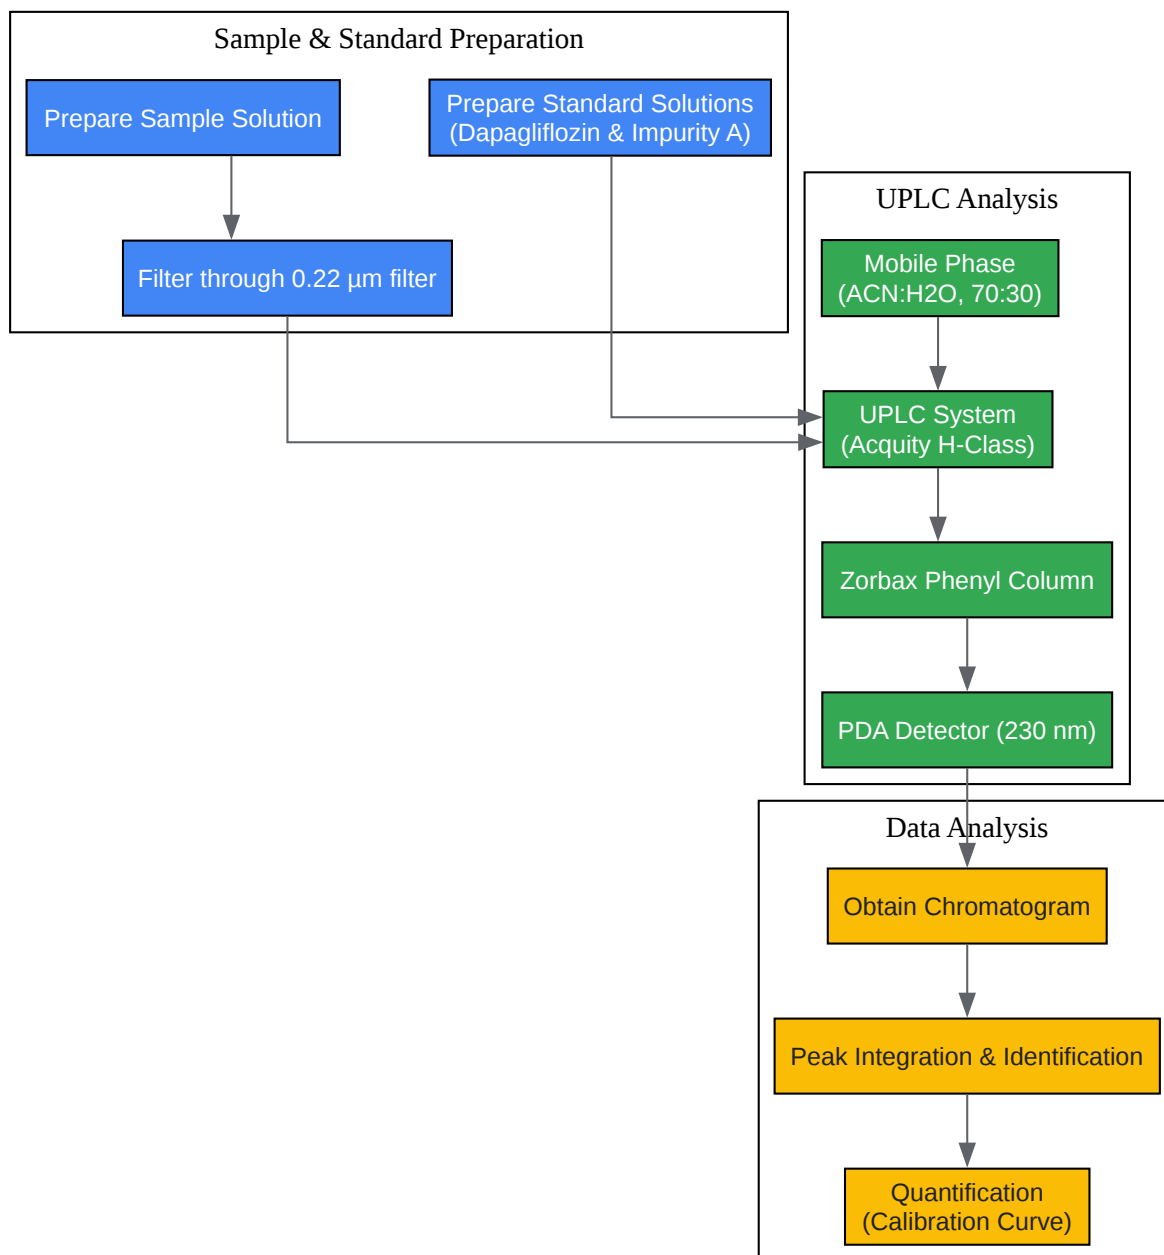 Sample & Standard Preparation
Prepare Sample Solution
Prepare Standard Solutions
(Dapagliflozin & Impurity A)
Filter through 0.22 µm filter
UPLC Analysis
Mobile Phase
(ACN:H2O, 70:30)
UPLC System
(Acquity H-Class)
Zorbax Phenyl Column
PDA Detector (230 nm)
Data Analysis
Obtain Chromatogram
Peak Integration & Identification
Quantification
(Calibration Curve)